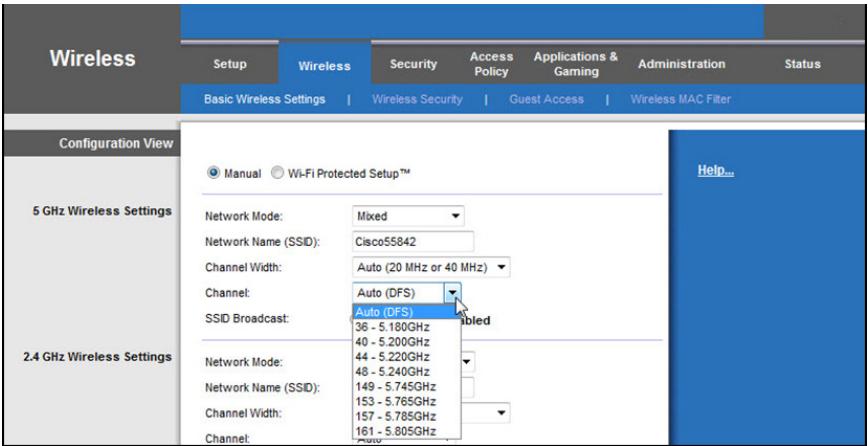 Wireless
Setup Wireless Security Access Policy Applications & Gaming Administration Status
Basic Wireless Settings | Wireless Security | Guest Access | Wireless MAC Filter
Configuration View
Manual Wi-Fi Protected Setup™
Help...
5 GHz Wireless Settings
Network Mode: Mixed
Network Name (SSID): Cisco55842
Channel Width: Auto (20 MHz or 40 MHz)
Channel: Auto (DFS)
SSID Broadcast:
Auto (DFS)
36 - 5.180GHz
40 - 5.200GHz
44 - 5.220GHz
48 - 5.240GHz
149 - 5.745GHz
153 - 5.765GHz
157 - 5.785GHz
161 - 5.805GHz
2.4 GHz Wireless Settings
Network Mode:
Network Name (SSID):
Channel Width:
Channel: